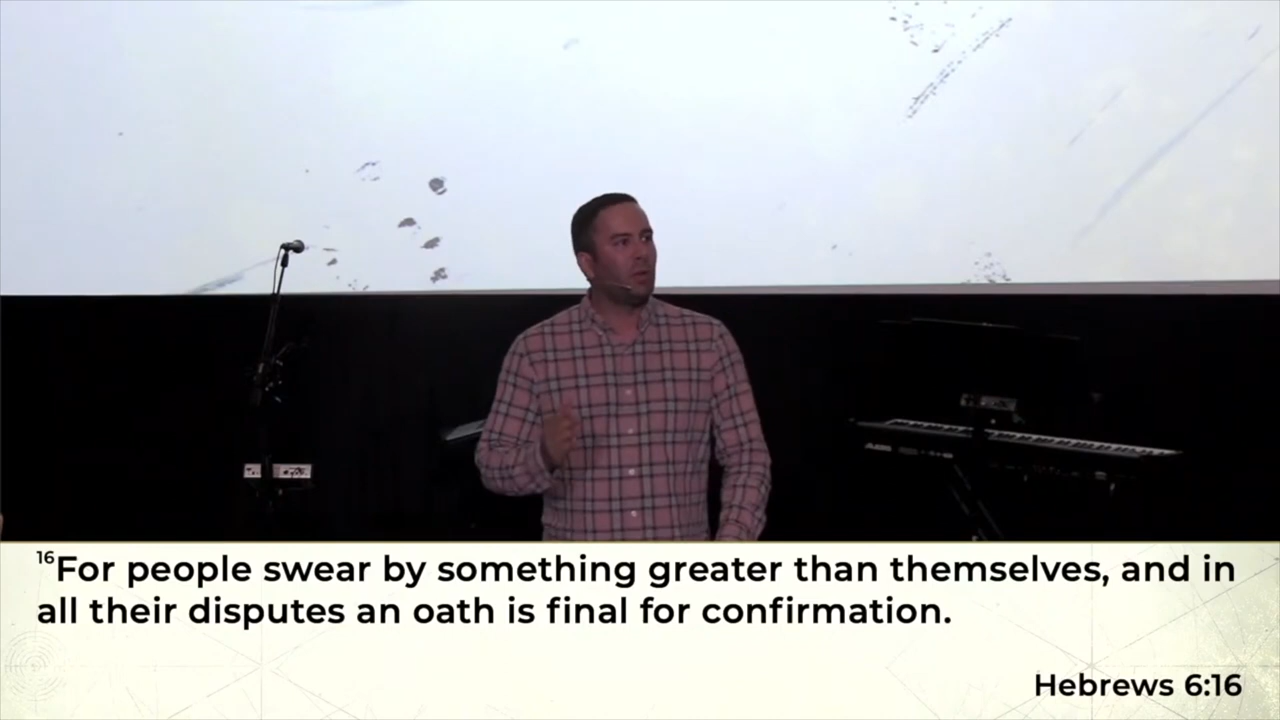 ¹⁶For people swear by something greater than themselves, and in
all their disputes an oath is final for confirmation.
Hebrews 6:16